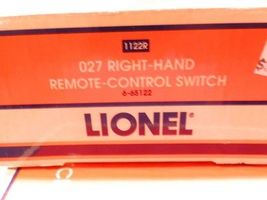 1122R
027 RIGHT-HAND
REMOTE-CONTROL SWITCH
6-65122
LIONEL®